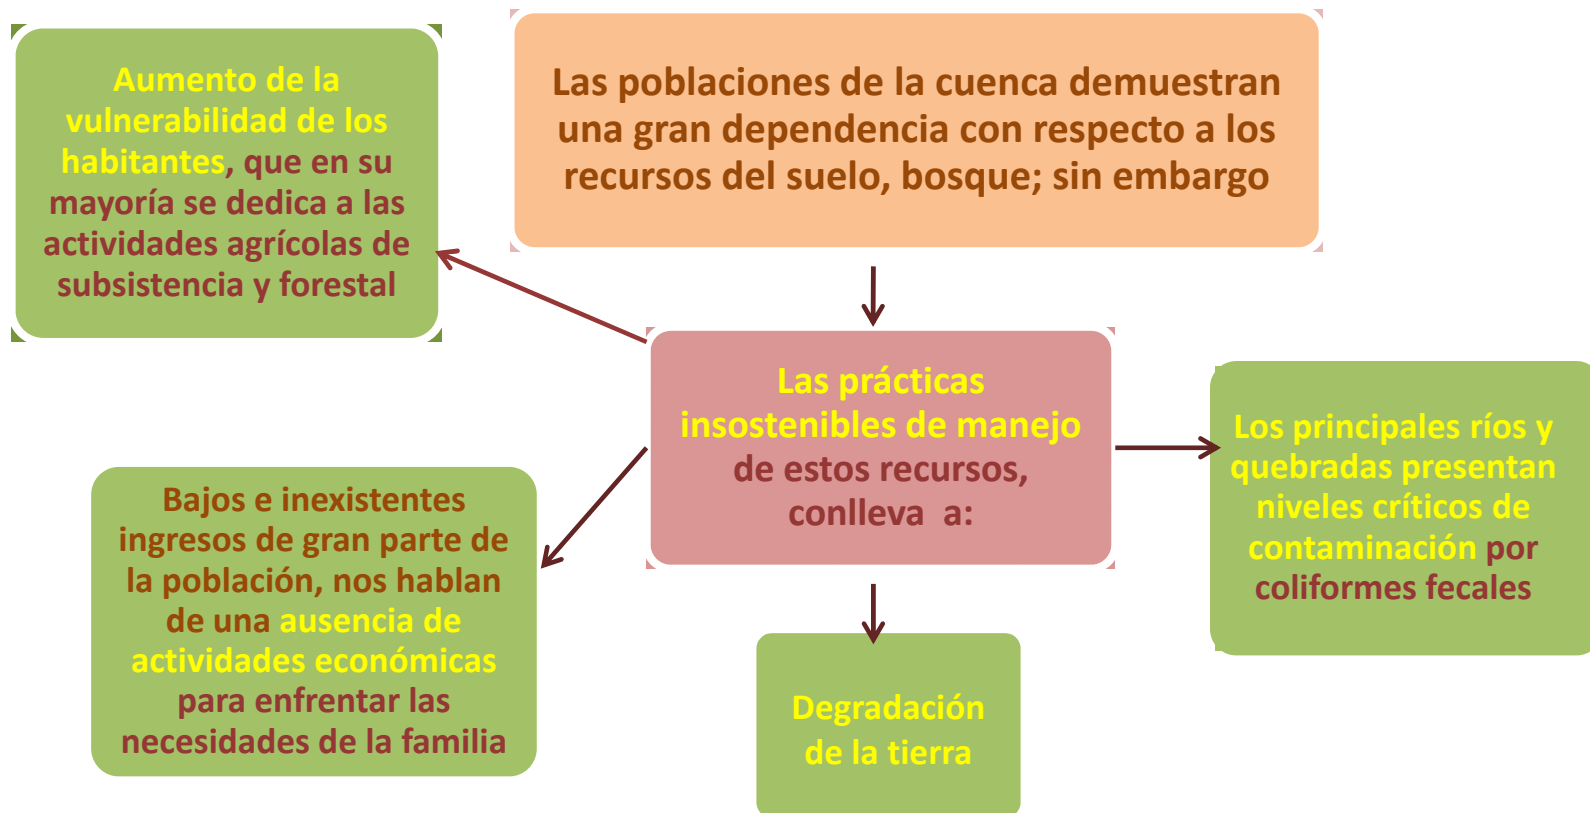 Aumento de la
vulnerabilidad de los
habitantes, que en su
mayoría se dedica a las
actividades agrícolas de
subsistencia y forestal
Las poblaciones de la cuenca demuestran
una gran dependencia con respecto a los
recursos del suelo, bosque; sin embargo
Las prácticas
insostenibles de manejo
de estos recursos,
conlleva a:
Los principales ríos y
quebradas presentan
niveles críticos de
contaminación por
coliformes fecales
Bajos e inexistentes
ingresos de gran parte de
la población, nos hablan
de una ausencia de
actividades económicas
para enfrentar las
necesidades de la familia
Degradación
de la tierra